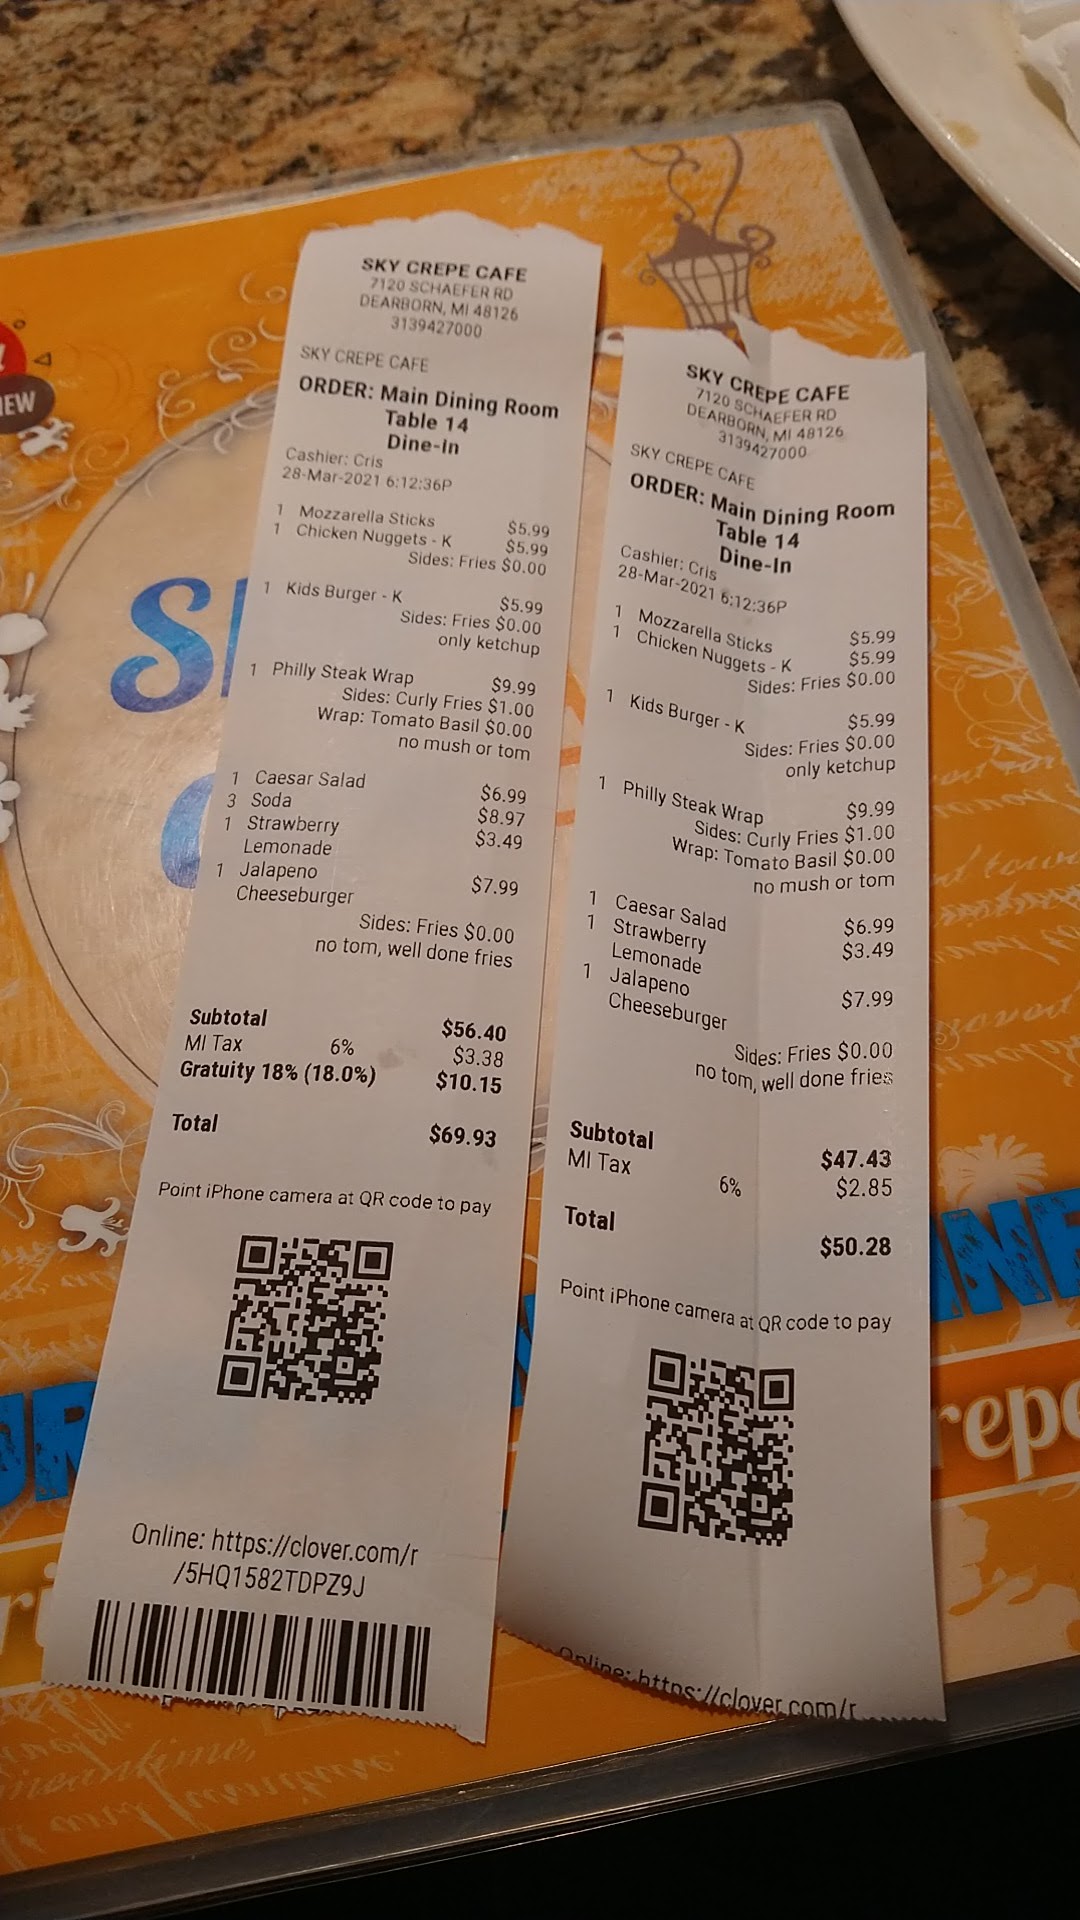 SKY CREPE CAFE
7120 SCHAEFER RD
DEARBORN, MI 48126
3139427000
SKY CREPE CAFE
ORDER: Main Dining Room
Table 14
Dine-In
Cashier: Cris
28-Mar-2021 6:12:36P
1 Mozzarella Sticks $5.99
1 Chicken Nuggets - K $5.99
Sides: Fries $0.00
1 Kids Burger - K $5.99
Sides: Fries $0.00
only ketchup
1 Philly Steak Wrap $9.99
Sides: Curly Fries $1.00
Wrap: Tomato Basil $0.00
no mush or tom
1 Caesar Salad $6.99
3 Soda $8.97
1 Strawberry $3.49
Lemonade
1 Jalapeno $7.99
Cheeseburger
Sides: Fries $0.00
no tom, well done fries
Subtotal $56.40
MI Tax 6% $3.38
Gratuity 18% (18.0%) $10.15
Total $69.93
Point iPhone camera at QR code to pay
Online: https://clover.com/r
/5HQ1582TDPZ9J
SKY CREPE CAFE
7120 SCHAEFER RD
DEARBORN, MI 48126
3139427000
SKY CREPE CAFE
ORDER: Main Dining Room
Table 14
Dine-In
Cashier: Cris
28-Mar-2021 6:12:36P
1 Mozzarella Sticks $5.99
1 Chicken Nuggets - K $5.99
Sides: Fries $0.00
1 Kids Burger - K $5.99
Sides: Fries $0.00
only ketchup
1 Philly Steak Wrap $9.99
Sides: Curly Fries $1.00
Wrap: Tomato Basil $0.00
no mush or tom
1 Caesar Salad $6.99
1 Strawberry $3.49
Lemonade
1 Jalapeno $7.99
Cheeseburger
Sides: Fries $0.00
no tom, well done fries
Subtotal $47.43
MI Tax 6% $2.85
Total $50.28
Point iPhone camera at QR code to pay
Online: https://clover.com/r